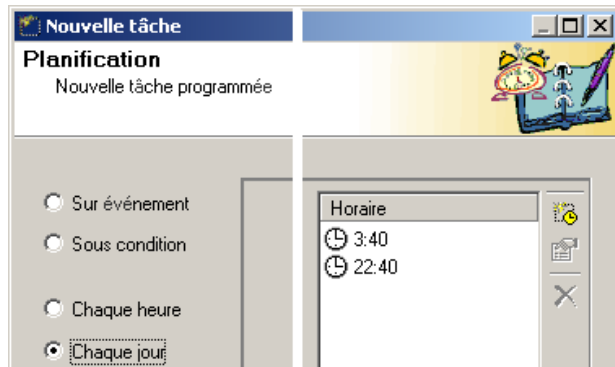 Nouvelle tâche
Planification
Nouvelle tâche programmée
Sur événement
Sous condition
Chaque heure
Chaque jour
Horaire
3:40
22:40